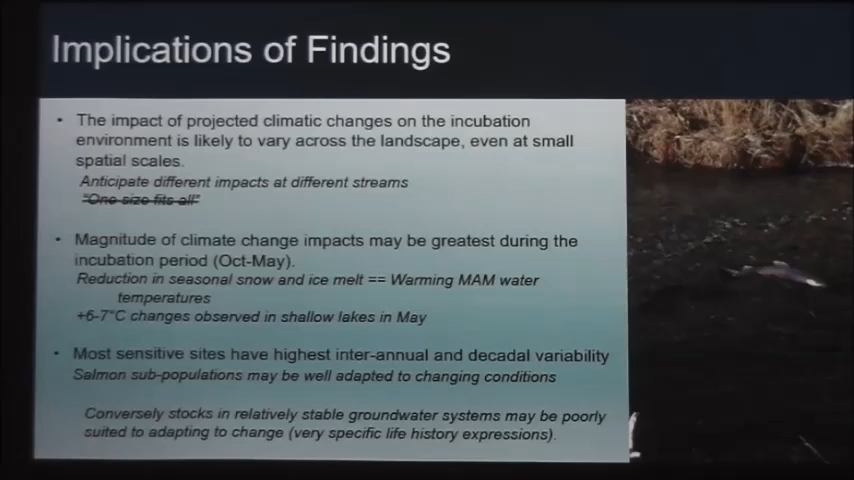 Implications of Findings
• The impact of projected climatic changes on the incubation
environment is likely to vary across the landscape, even at small
spatial scales.
Anticipate different impacts at different streams
"One size fits all"
• Magnitude of climate change impacts may be greatest during the
incubation period (Oct-May).
Reduction in seasonal snow and ice melt == Warming MAM water
temperatures
+6-7°C changes observed in shallow lakes in May
• Most sensitive sites have highest inter-annual and decadal variability
Salmon sub-populations may be well adapted to changing conditions
Conversely stocks in relatively stable groundwater systems may be poorly
suited to adapting to change (very specific life history expressions).